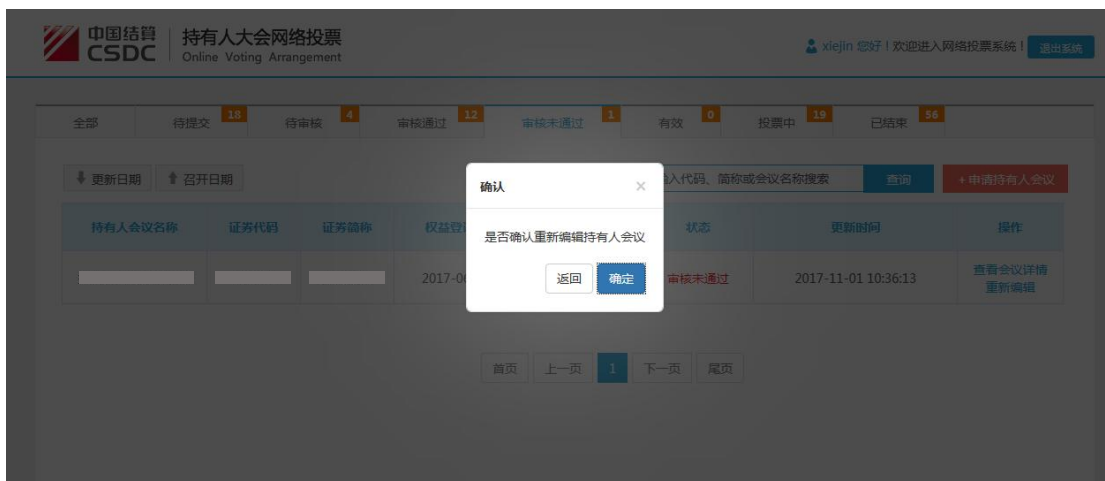 中国结算
CSDC
持有人大会网络投票
Online Voting Arrangement
xiejin 您好！欢迎进入网络投票系统！
退出系统
全部
待提交 18
待审核 4
审核通过 12
审核未通过 1
有效 0
投票中 19
已结束 56
更新日期
召开日期
入代码、简称或会议名称搜索
查询
+申请持有人会议
确认 ×
是否确认重新编辑持有人会议
返回 确定
持有人会议名称 证券代码 证券简称 权益登 状态 更新时间 操作
2017-0 审核未通过 2017-11-01 10:36:13 查看会议详情
重新编辑
首页 上一页 1 下一页 尾页